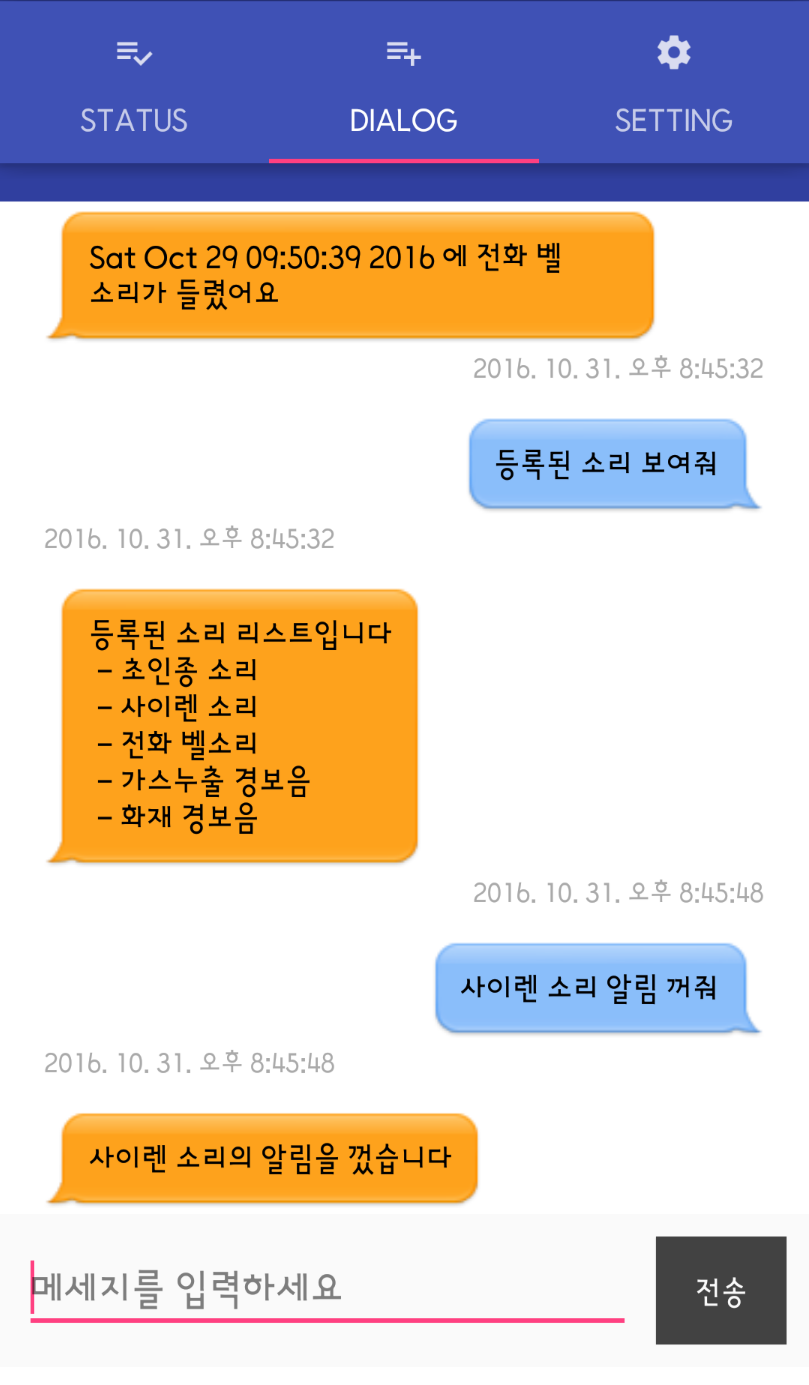 STATUS
DIALOG
SETTING
Sat Oct 29 09:50:39 2016 에 전화 벨
소리가 들렸어요
2016. 10. 31. 오후 8:45:32
등록된 소리 보여줘
2016. 10. 31. 오후 8:45:32
등록된 소리 리스트입니다
- 초인종 소리
- 사이렌 소리
- 전화 벨소리
- 가스누출 경보음
- 화재 경보음
2016. 10. 31. 오후 8:45:48
사이렌 소리 알림 꺼줘
2016. 10. 31. 오후 8:45:48
사이렌 소리의 알림을 껐습니다
메세지를 입력하세요
전송